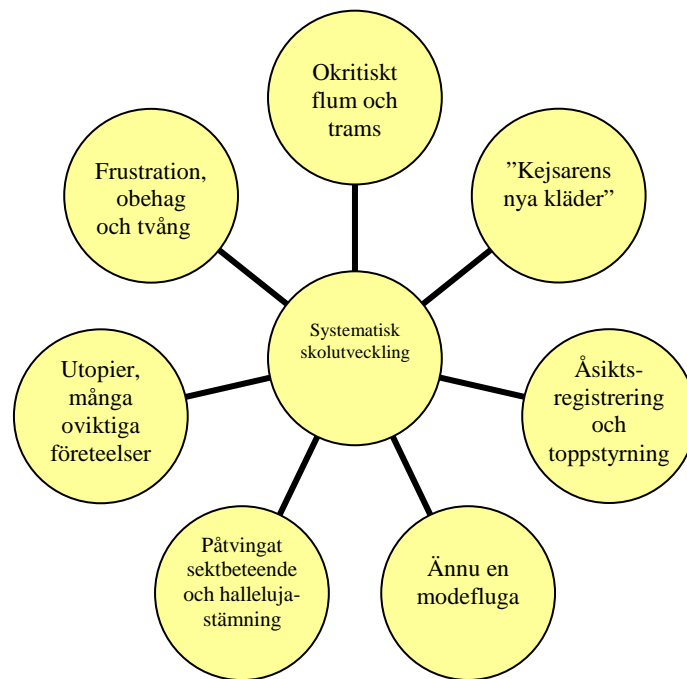 Okritiskt
flum och
trams
Frustration,
obehag
och tvång
”Kejsarens
nya kläder”
Systematisk
skolutveckling
Utopier,
många
oviktiga
företeelser
Åsikts-
registrering
och
toppstyrning
Påtvingat
sektbeteende
och halleluja-
stämning
Ännu en
modefluga